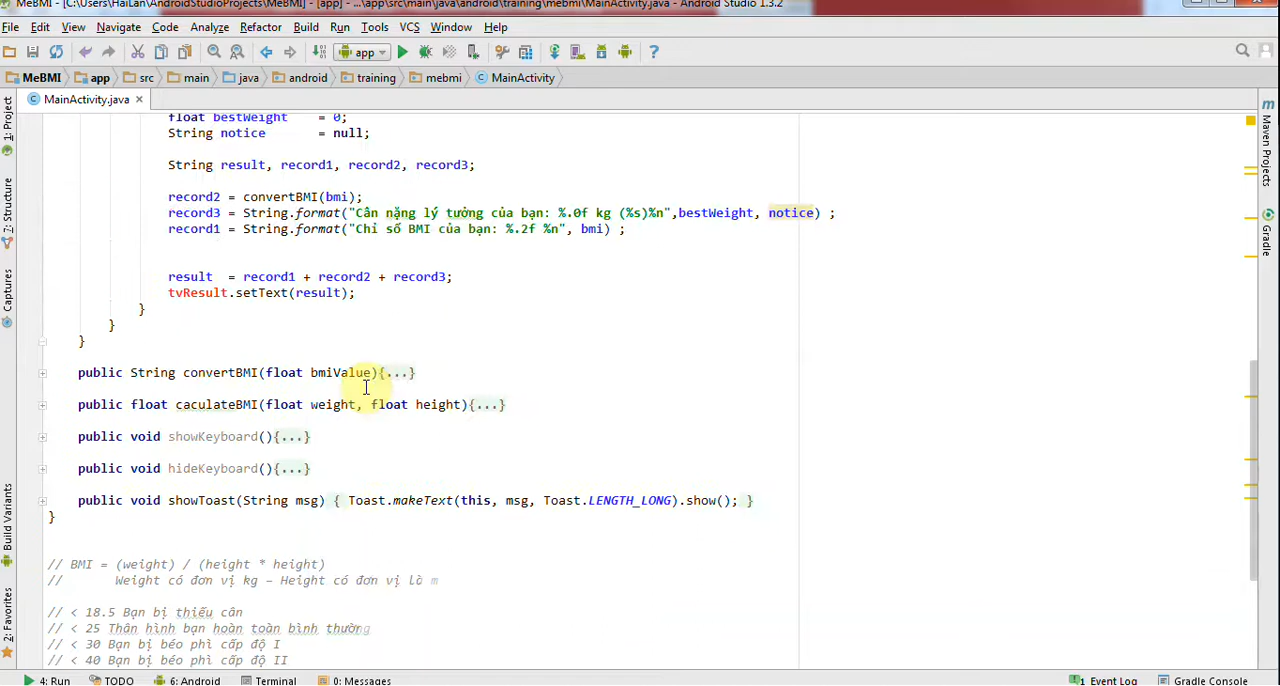 MeBMI - [C:\Users\HaiLan\AndroidStudioProjects\MeBMI] - [app] - ...\app\src\main\java\android\training\mebmi\MainActivity.java - Android Studio 1.3.2
File Edit View Navigate Code Analyze Refactor Build Run Tools VCS Window Help
app
MeBMI app src main java android training mebmi MainActivity
MainActivity.java
1: Project
7: Structure
Captures
Build Variants
2: Favorites
Maven Projects
Gradle
float bestWeight = 0;
String notice = null;
String result, record1, record2, record3;
record2 = convertBMI(bmi);
record3 = String.format("Cân nặng lý tưởng của bạn: %.0f kg (%s)%n",bestWeight, notice) ;
record1 = String.format("Chỉ số BMI của bạn: %.2f %n", bmi) ;
result = record1 + record2 + record3;
tvResult.setText(result);
}
}
}
public String convertBMI(float bmiValue){...}
public float caculateBMI(float weight, float height){...}
public void showKeyboard(){...}
public void hideKeyboard(){...}
public void showToast(String msg) { Toast.makeText(this, msg, Toast.LENGTH_LONG).show(); }
}
// BMI = (weight) / (height * height)
// Weight có đơn vị kg – Height có đơn vị là m
// < 18.5 Bạn bị thiếu cân
// < 25 Thân hình bạn hoàn toàn bình thường
// < 30 Bạn bị béo phì cấp độ I
// < 40 Bạn bị béo phì cấp độ II
4: Run TODO 6: Android Terminal 0: Messages 1 Event Log Gradle Console